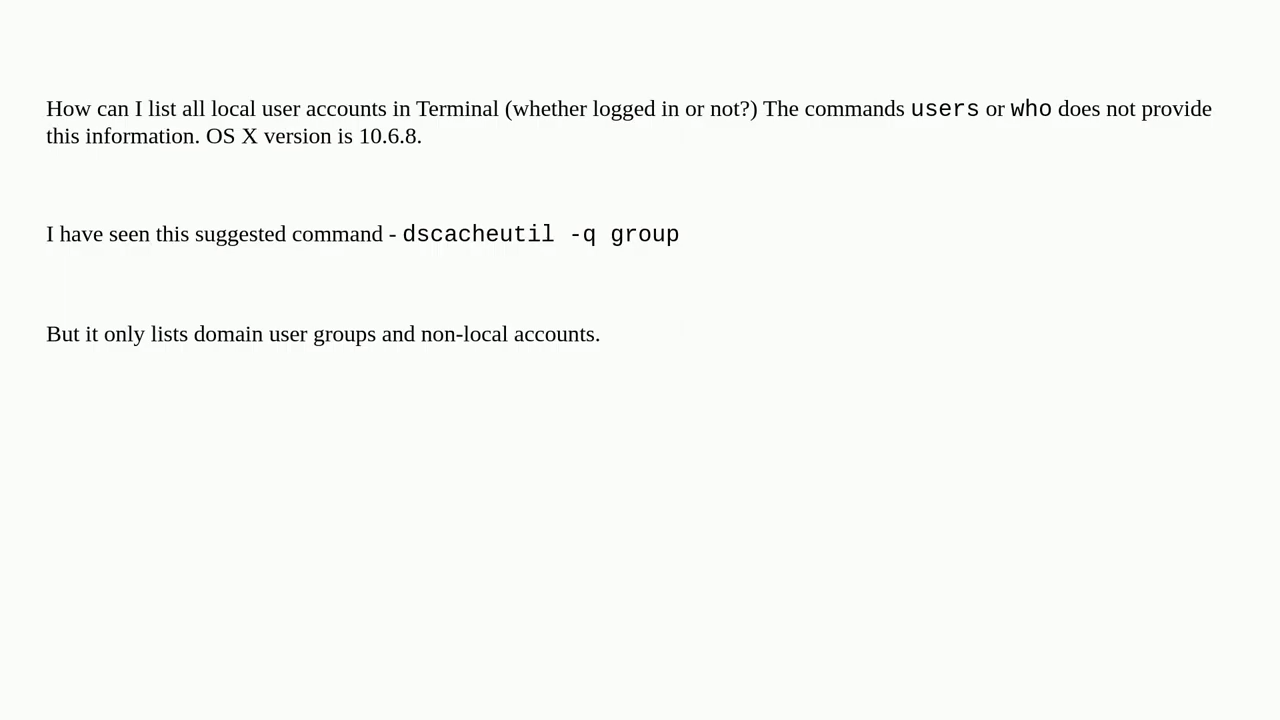 How can I list all local user accounts in Terminal (whether logged in or not?) The commands users or who does not provide
this information. OS X version is 10.6.8.
I have seen this suggested command - dscacheutil -q group
But it only lists domain user groups and non-local accounts.